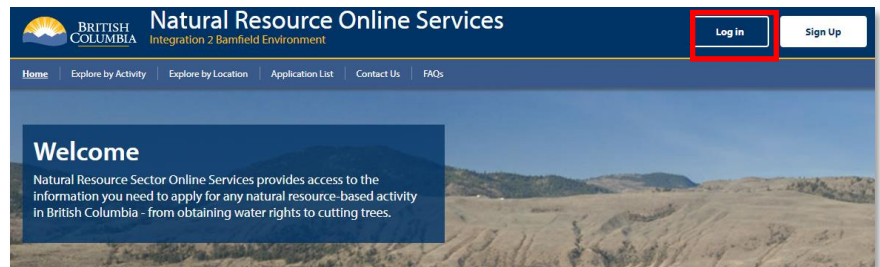 BRITISH
COLUMBIA
Natural Resource Online Services
Integration 2 Bamfield Environment
Log in
Sign Up
Home
Explore by Activity
Explore by Location
Application List
Contact Us
FAQs
Welcome
Natural Resource Sector Online Services provides access to the
information you need to apply for any natural resource-based activity
in British Columbia - from obtaining water rights to cutting trees.